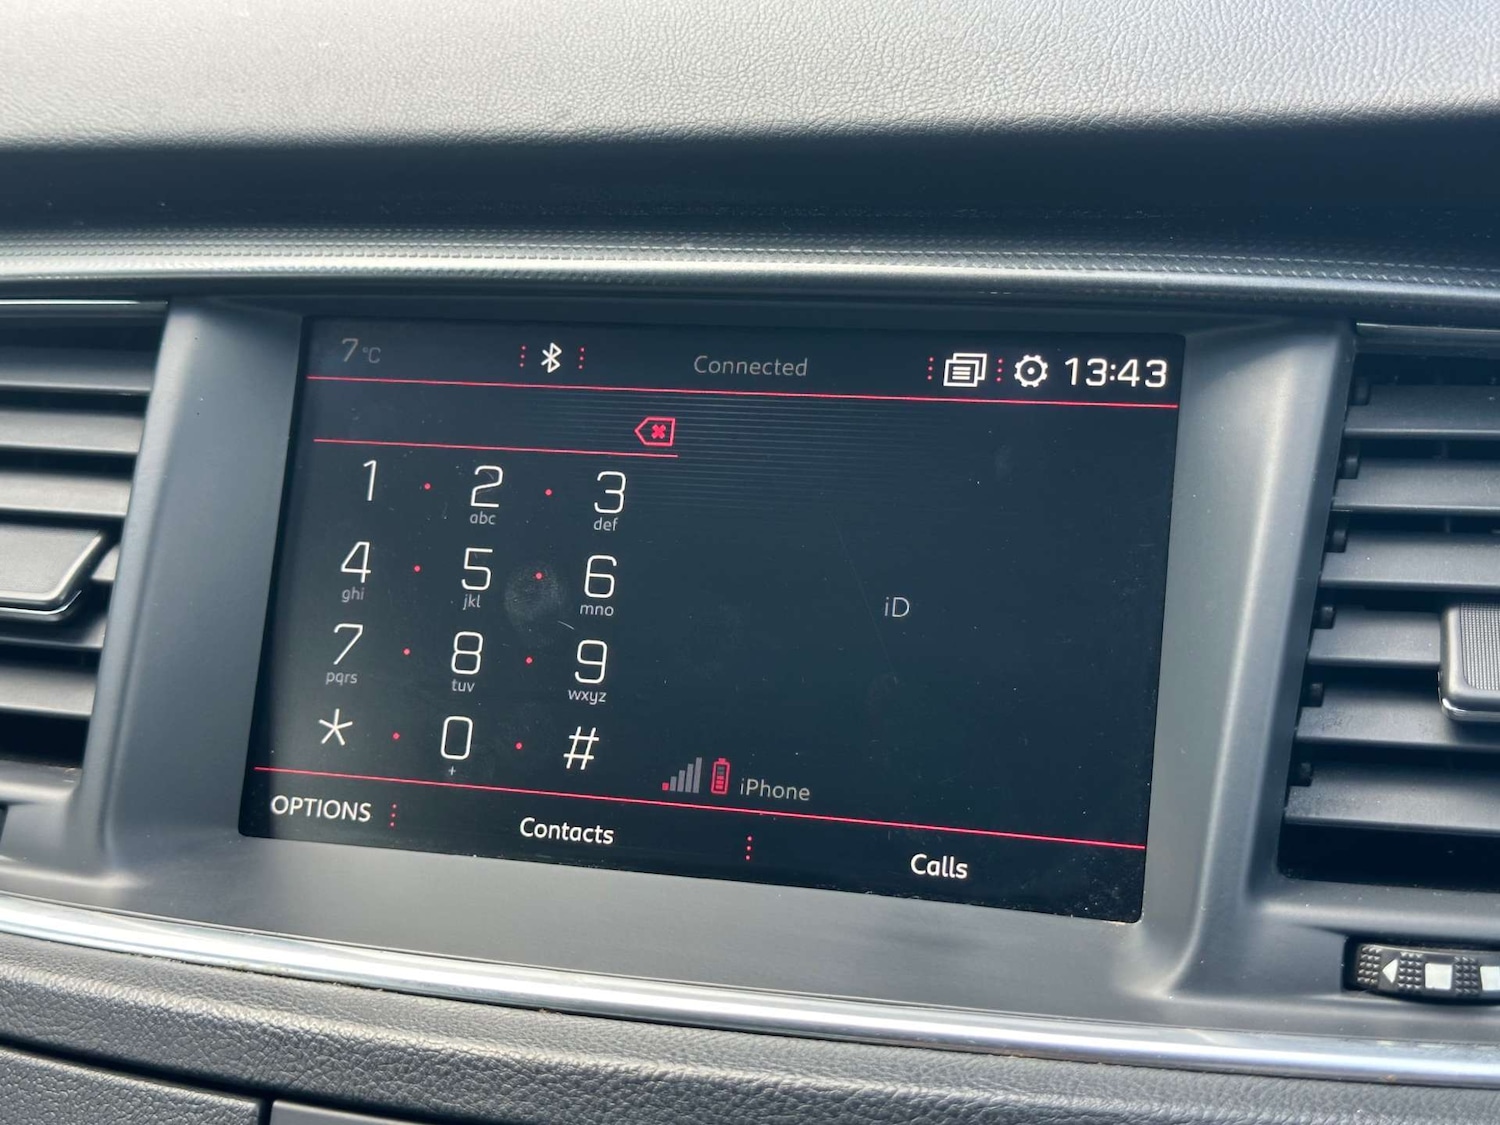 7 °C Connected 13:43
1 2 3
abc def
4 5 6
ghi jkl mno
iD
7 8 9
pqrs tuv wxyz
* 0 #
+
iPhone
OPTIONS Contacts Calls